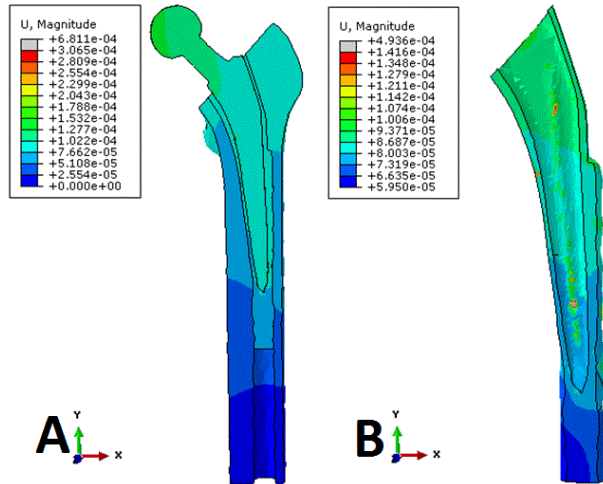 U, Magnitude
+6.811e-04
+3.065e-04
+2.809e-04
+2.554e-04
+2.299e-04
+2.043e-04
+1.788e-04
+1.532e-04
+1.277e-04
+1.022e-04
+7.662e-05
+5.108e-05
+2.554e-05
+0.000e+00
U, Magnitude
+4.936e-04
+1.416e-04
+1.348e-04
+1.279e-04
+1.211e-04
+1.142e-04
+1.074e-04
+1.006e-04
+9.371e-05
+8.687e-05
+8.003e-05
+7.319e-05
+6.635e-05
+5.950e-05
A
Y
X
B
Y
X